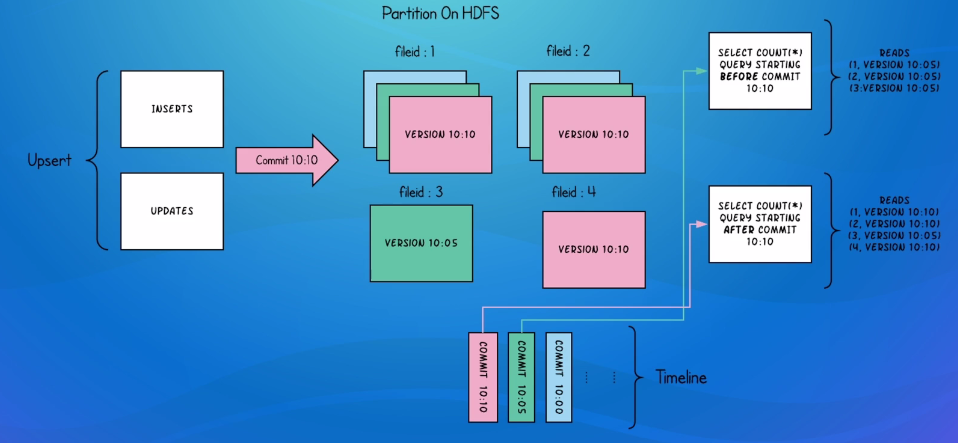 Partition On HDFS
fileid : 1
fileid : 2
INSERTS
UPDATES
Upsert
Commit 10:10
VERSION 10:10
VERSION 10:10
fileid : 3
fileid : 4
VERSION 10:05
VERSION 10:10
SELECT COUNT(*)
QUERY STARTING
BEFORE COMMIT
10:10
READS
(1, VERSION 10:05)
(2, VERSION 10:05)
(3:VERSION 10:05)
SELECT COUNT(*)
QUERY STARTING
AFTER COMMIT
10:10
READS
(1, VERSION 10:10)
(2, VERSION 10:10)
(3, VERSION 10:05)
(4, VERSION 10:10)
COMMIT 10:10
COMMIT 10:05
COMMIT 10:00
Timeline